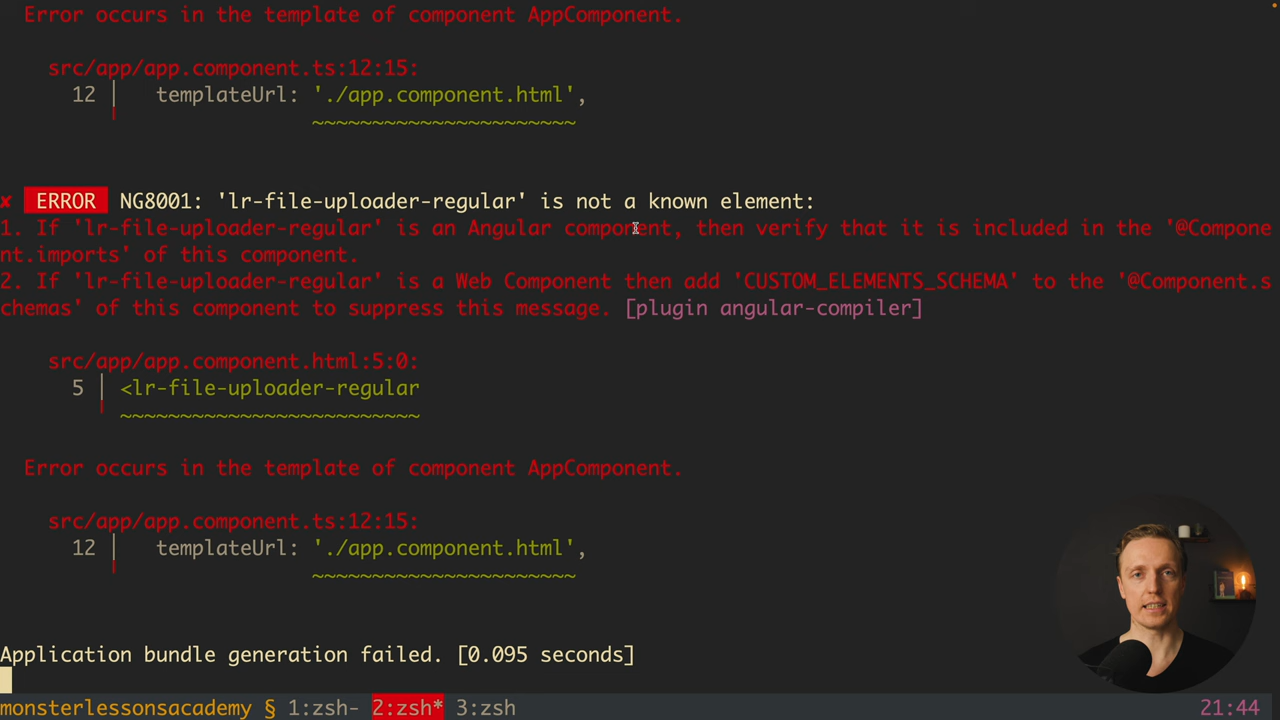 Error occurs in the template of component AppComponent.
src/app/app.component.ts:12:15:
12 │ templateUrl: './app.component.html',
~~~~~~~~~~~~~~~~~~~~~~
✘ ERROR NG8001: 'lr-file-uploader-regular' is not a known element:
1. If 'lr-file-uploader-regular' is an Angular component, then verify that it is included in the '@Compone
nt.imports' of this component.
2. If 'lr-file-uploader-regular' is a Web Component then add 'CUSTOM_ELEMENTS_SCHEMA' to the '@Component.s
chemas' of this component to suppress this message. [plugin angular-compiler]
src/app/app.component.html:5:0:
5 │ <lr-file-uploader-regular
~~~~~~~~~~~~~~~~~~~~~~~~~
Error occurs in the template of component AppComponent.
src/app/app.component.ts:12:15:
12 │ templateUrl: './app.component.html',
~~~~~~~~~~~~~~~~~~~~~~
Application bundle generation failed. [0.095 seconds]
monsterlessonsacademy § 1:zsh- 2:zsh* 3:zsh 21:44